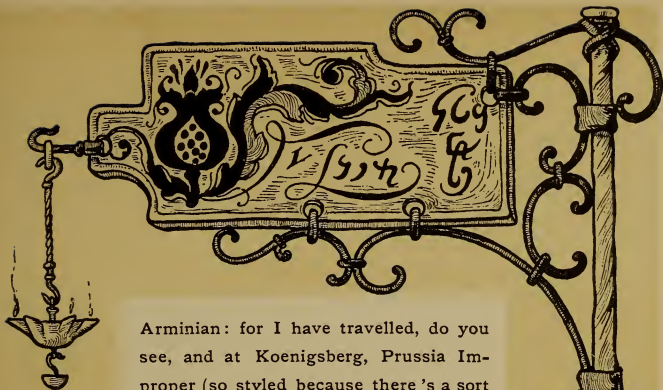 Arminian: for I have travelled, do you
see, and at Koenigsberg, Prussia Im-
proper (so styled because there's a sort